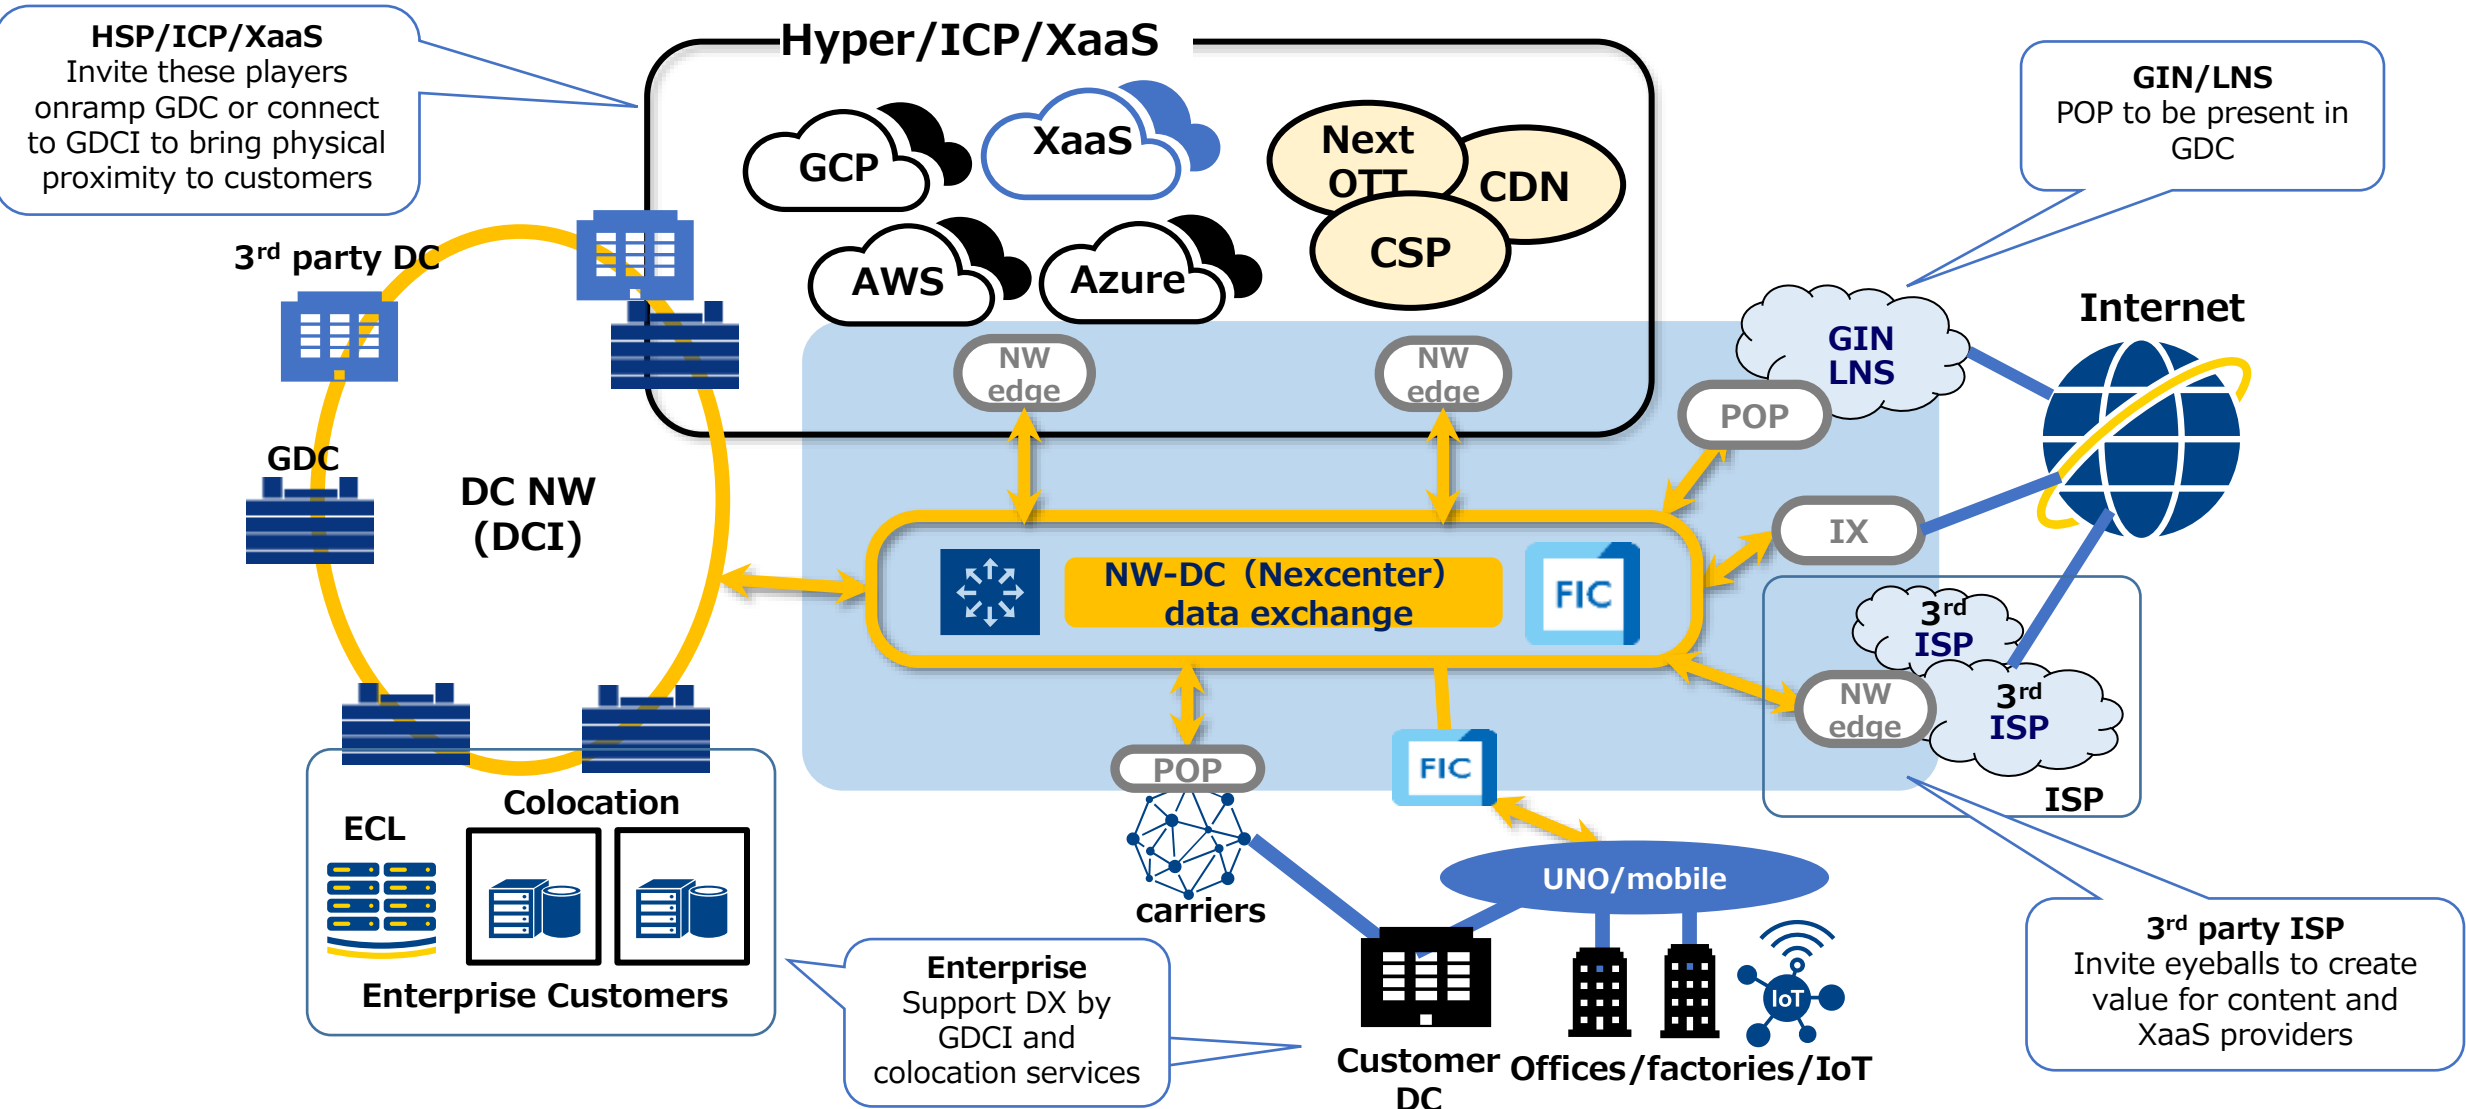 HSP/ICP/XaaS
Invite these players
onramp GDC or connect
to GDCI to bring physical
proximity to customers
Hyper/ICP/XaaS
GCP
XaaS
AWS
Azure
Next
OTT
CDN
CSP
GIN/LNS
POP to be present in
GDC
3rd party DC
GDC
DC NW
(DCI)
NW
edge
NW
edge
GIN
LNS
POP
Internet
IX
NW-DC（Nexcenter）
data exchange
FIC
3rd
ISP
3rd
ISP
NW
edge
ISP
POP
FIC
carriers
UNO/mobile
Colocation
ECL
Enterprise Customers
Enterprise
Support DX by
GDCI and
colocation services
Customer
DC
IoT
Offices/factories/IoT
3rd party ISP
Invite eyeballs to create
value for content and
XaaS providers